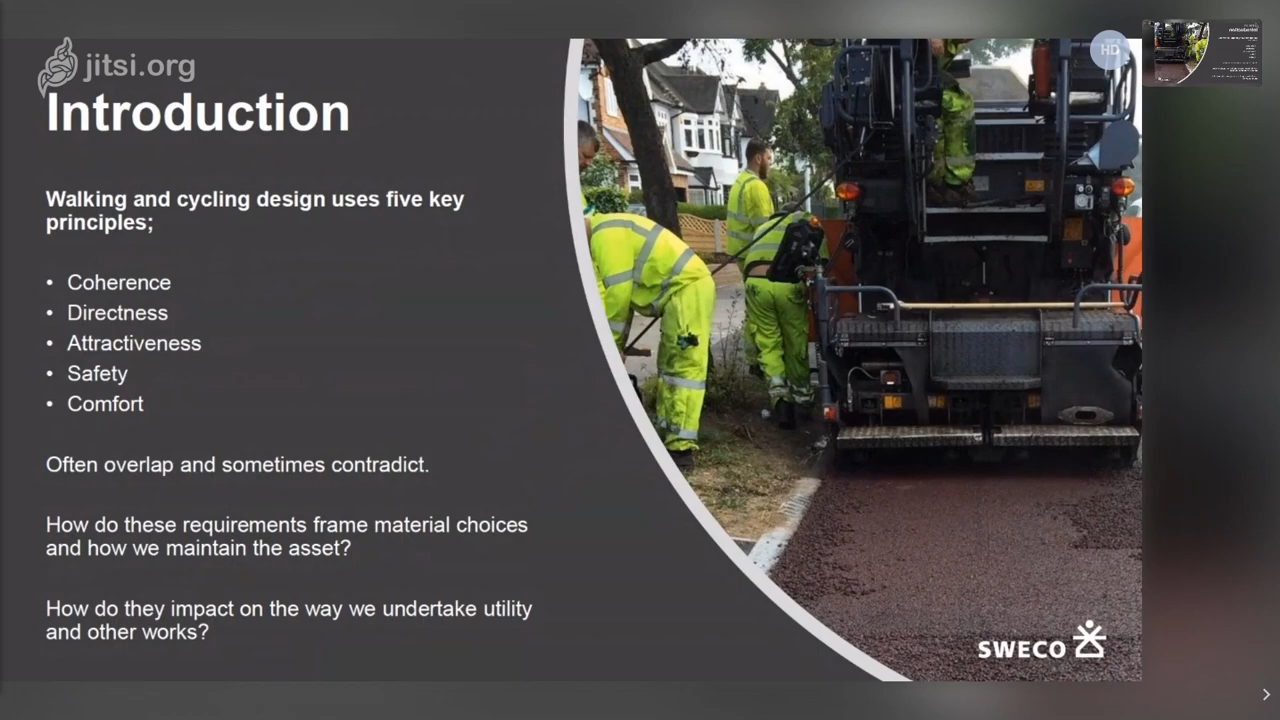 jitsi.org
HD
Introduction
Walking and cycling design uses five key
principles;
• Coherence
• Directness
• Attractiveness
• Safety
• Comfort
Often overlap and sometimes contradict.
How do these requirements frame material choices
and how we maintain the asset?
How do they impact on the way we undertake utility
and other works?
SWECO